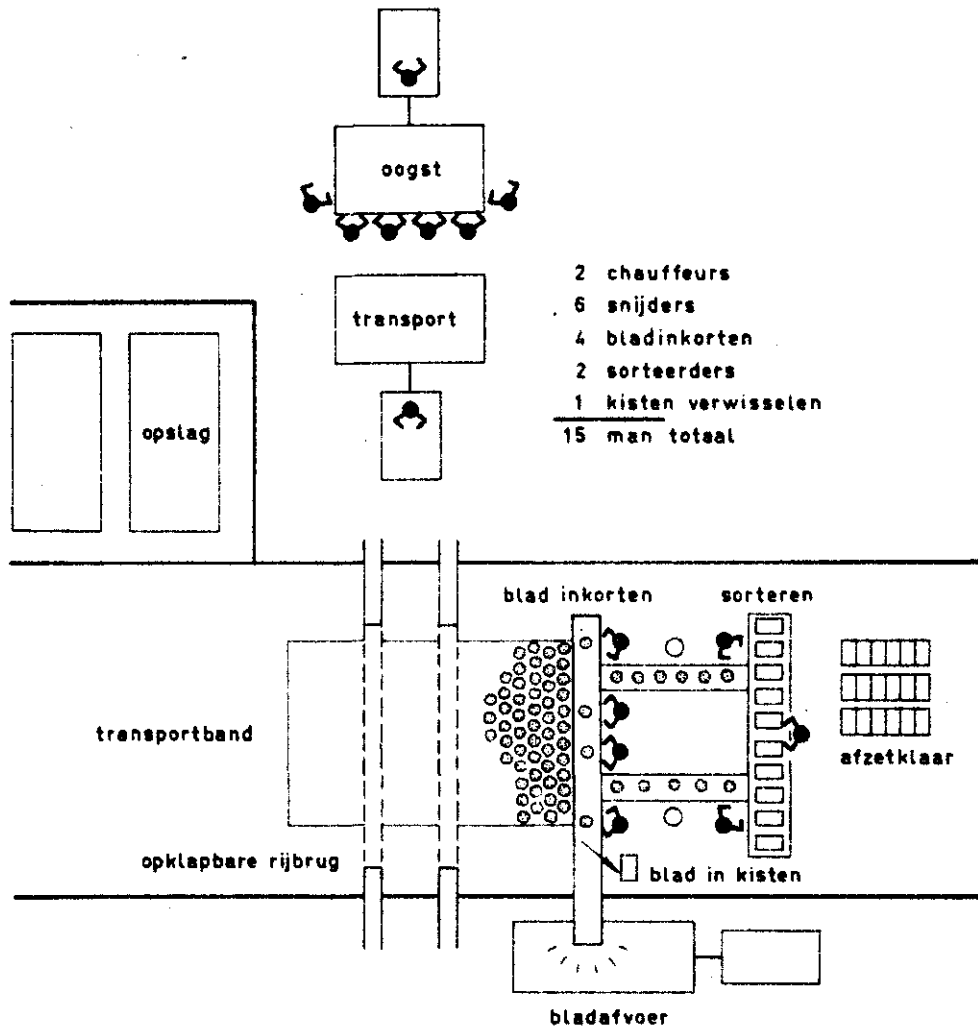 oogst
transport
2 chauffeurs
6 snijders
4 bladinkorten
2 sorteerders
1 kisten verwisselen
15 man totaal
opslag
blad inkorten
sorteren
transportband
afzetklaar
opklapbare rijbrug
blad in kisten
bladafvoer